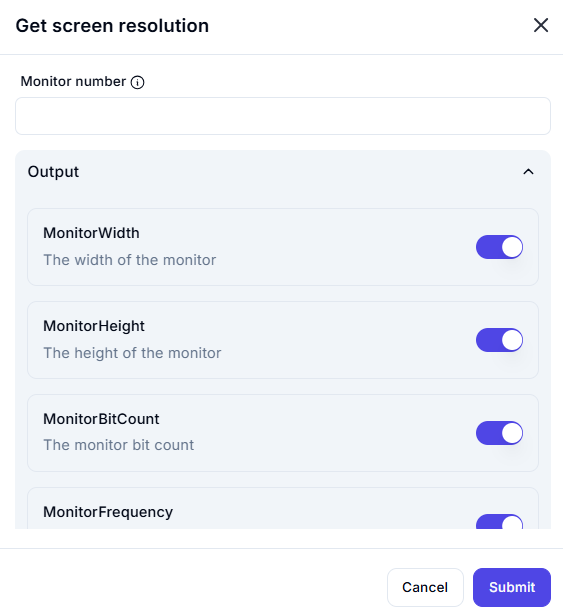 Get screen resolution
Monitor number
Output
MonitorWidth
The width of the monitor
MonitorHeight
The height of the monitor
MonitorBitCount
The monitor bit count
MonitorFrequency
Cancel
Submit